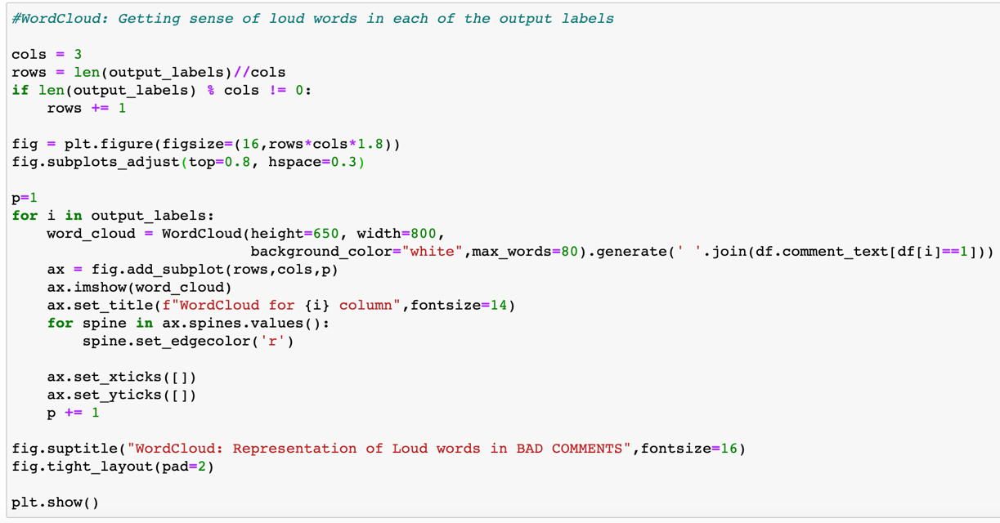 #WordCloud: Getting sense of loud words in each of the output labels

cols = 3
rows = len(output_labels)//cols
if len(output_labels) % cols != 0:
    rows += 1

fig = plt.figure(figsize=(16,rows*cols*1.8))
fig.subplots_adjust(top=0.8, hspace=0.3)

p=1
for i in output_labels:
    word_cloud = WordCloud(height=650, width=800,
                           background_color="white",max_words=80).generate(' '.join(df.comment_text[df[i]==1]))
    ax = fig.add_subplot(rows,cols,p)
    ax.imshow(word_cloud)
    ax.set_title(f"WordCloud for {i} column",fontsize=14)
    for spine in ax.spines.values():
        spine.set_edgecolor('r')

    ax.set_xticks([])
    ax.set_yticks([])
    p += 1

fig.suptitle("WordCloud: Representation of Loud words in BAD COMMENTS",fontsize=16)
fig.tight_layout(pad=2)

plt.show()